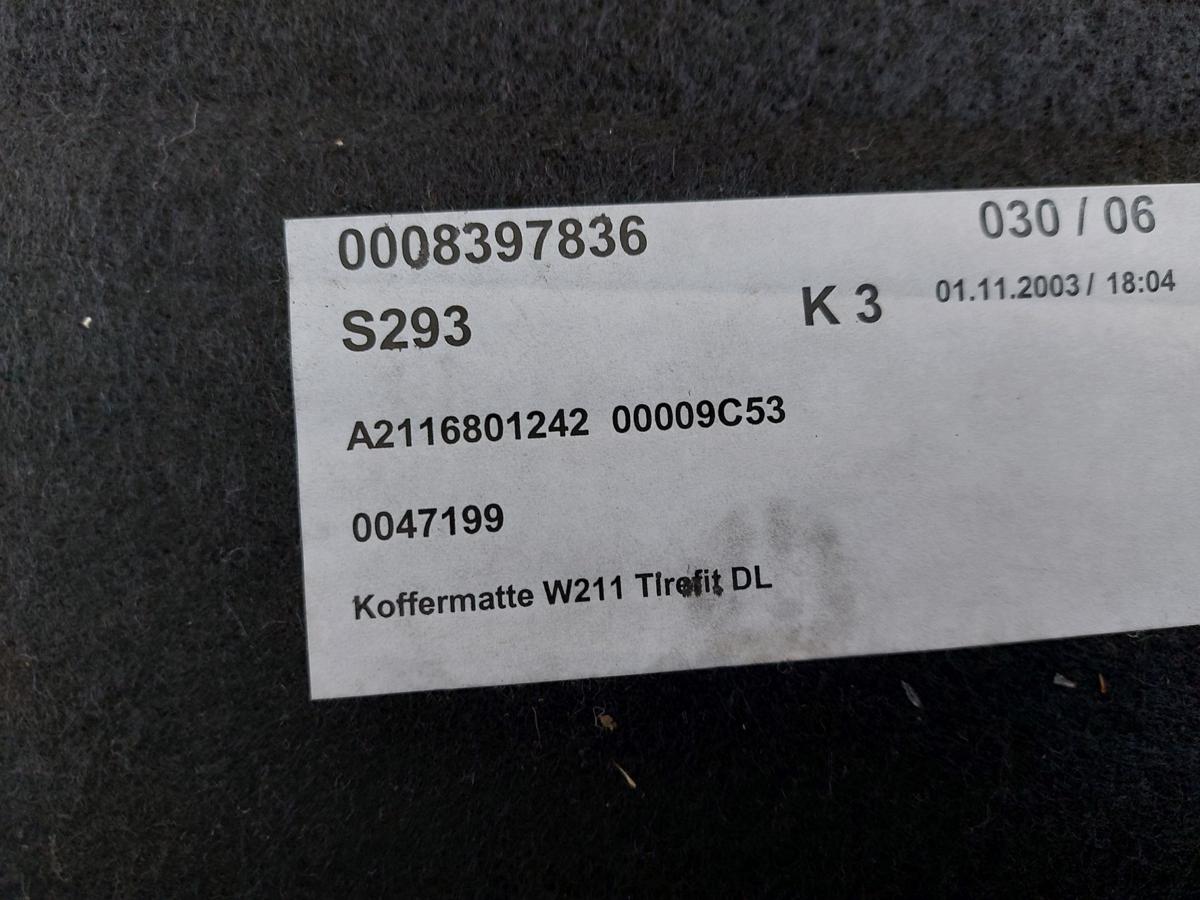 0008397836 030 / 06
S293 K 3 01.11.2003 / 18:04
A2116801242 00009C53
0047199
Koffermatte W211 Tirefit DL